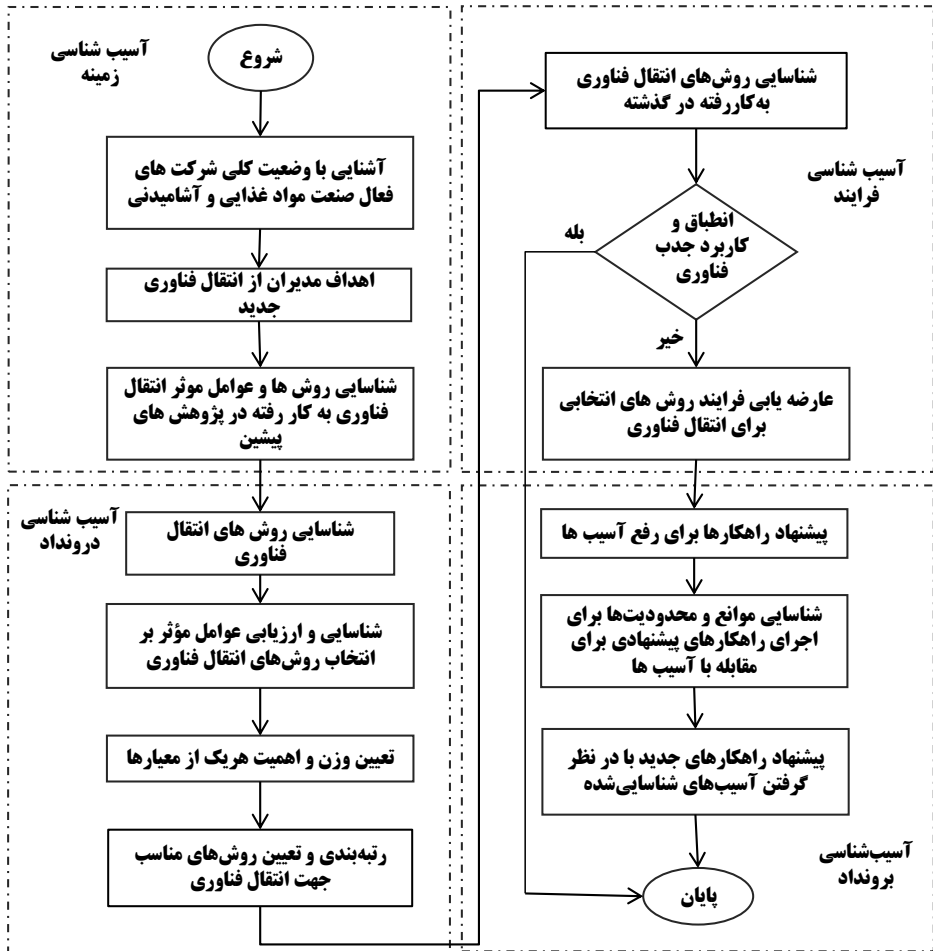 آسیب شناسی
زمینه
شروع
آشنایی با وضعیت کلی شرکت های
فعال صنعت مواد غذایی و آشامیدنی
اهداف مدیران از انتقال فناوری
جدید
شناسایی روش ها و عوامل موثر انتقال
فناوری به کار رفته در پژوهش های
پیشین
آسیب شناسی
درونداد
شناسایی روش های انتقال
فناوری
شناسایی و ارزیابی عوامل مؤثر بر
انتخاب روش‌های انتقال فناوری
تعیین وزن و اهمیت هریک از معیارها
رتبه‌بندی و تعیین روش‌های مناسب
جهت انتقال فناوری
شناسایی روش‌های انتقال فناوری
به‌کاررفته در گذشته
آسیب شناسی
فرایند
انطباق و
کاربرد جدب
فناوری
بله
خیر
عارضه یابی فرایند روش های انتخابی
برای انتقال فناوری
پیشنهاد راهکارها برای رفع آسیب ها
شناسایی موانع و محدودیت‌ها برای
اجرای راهکارهای پیشنهادی برای
مقابله با آسیب ها
پیشنهاد راهکارهای جدید با در نظر
گرفتن آسیب‌های شناسایی‌شده
آسیب‌شناسی
برونداد
پایان